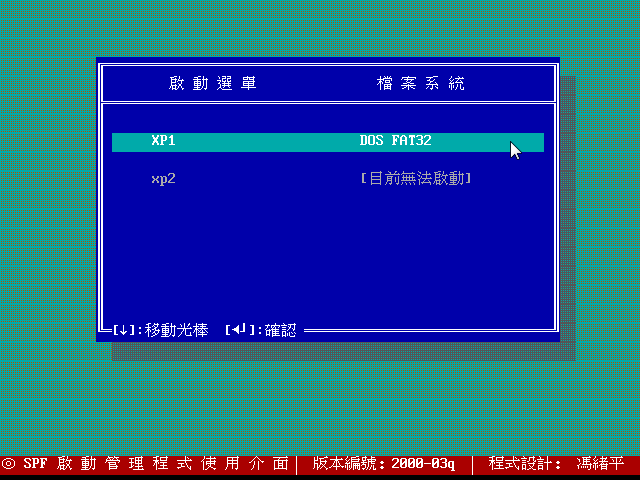 啟動選單 檔案系統
XP1 DOS FAT32
xp2 [目前無法啟動]
[↓]:移動光棒 [◄┘]:確認
◎ SPF 啟動管理程式使用介面│ 版本編號:2000-03q │ 程式設計: 馮緒平